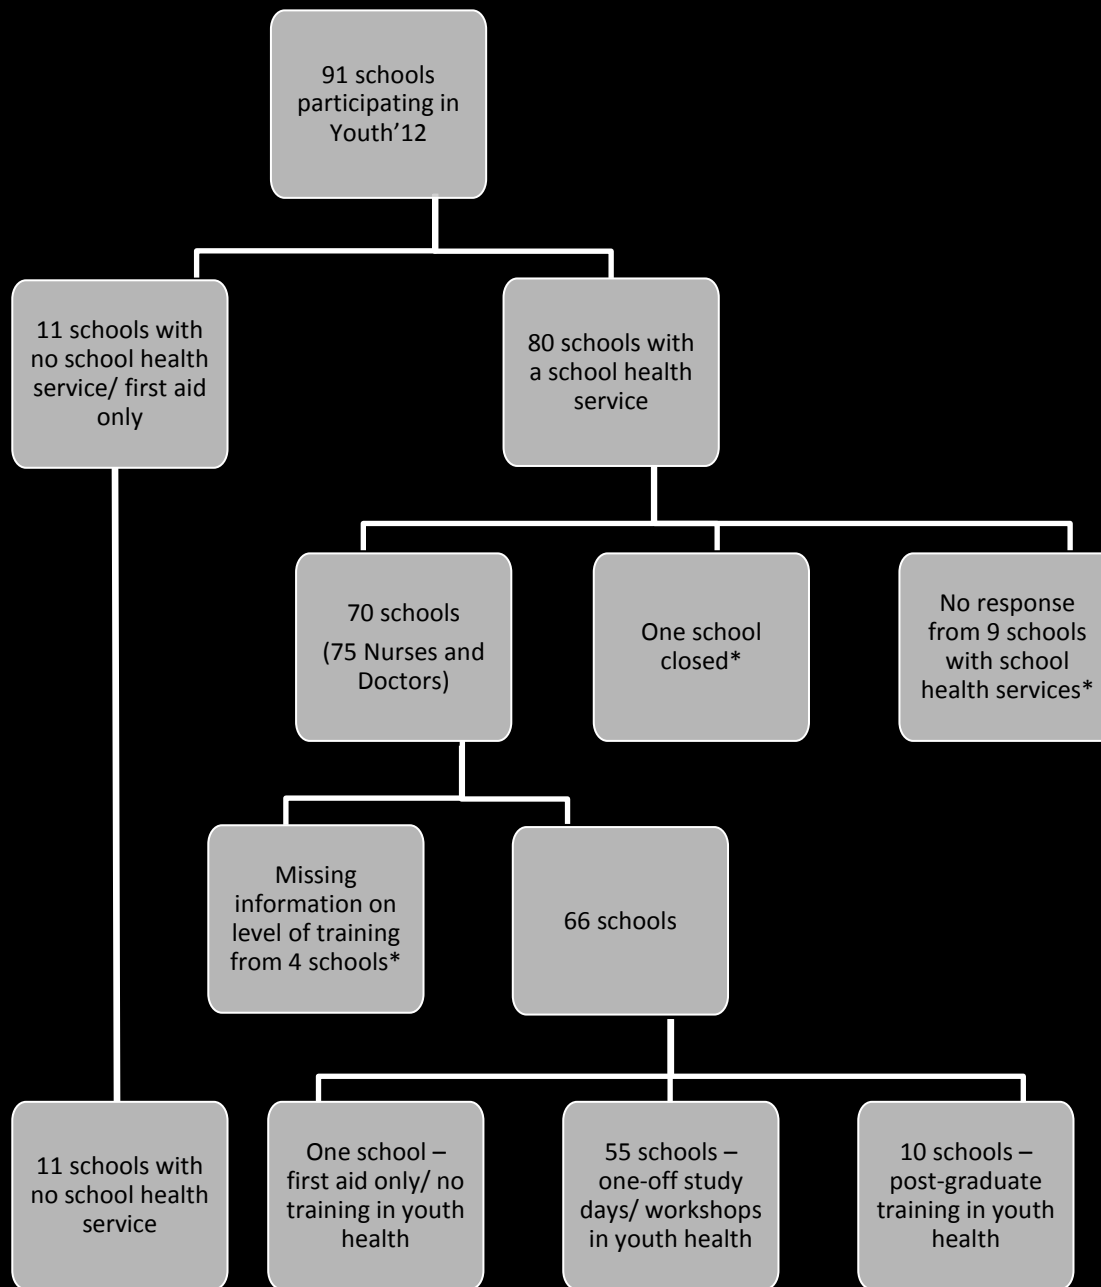 91 schools
participating in
Youth’12
11 schools with
no school health
service/ first aid
only
80 schools with
a school health
service
70 schools
(75 Nurses and
Doctors)
One school
closed*
No response
from 9 schools
with school
health services*
Missing
information on
level of training
from 4 schools*
66 schools
11 schools with
no school health
service
One school –
first aid only/ no
training in youth
health
55 schools –
one-off study
days/ workshops
in youth health
10 schools –
post-graduate
training in youth
health